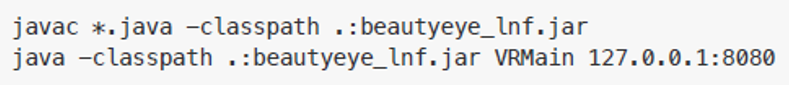 javac *.java -classpath .:beautyeye_lnf.jar
java -classpath .:beautyeye_lnf.jar VRMain 127.0.0.1:8080